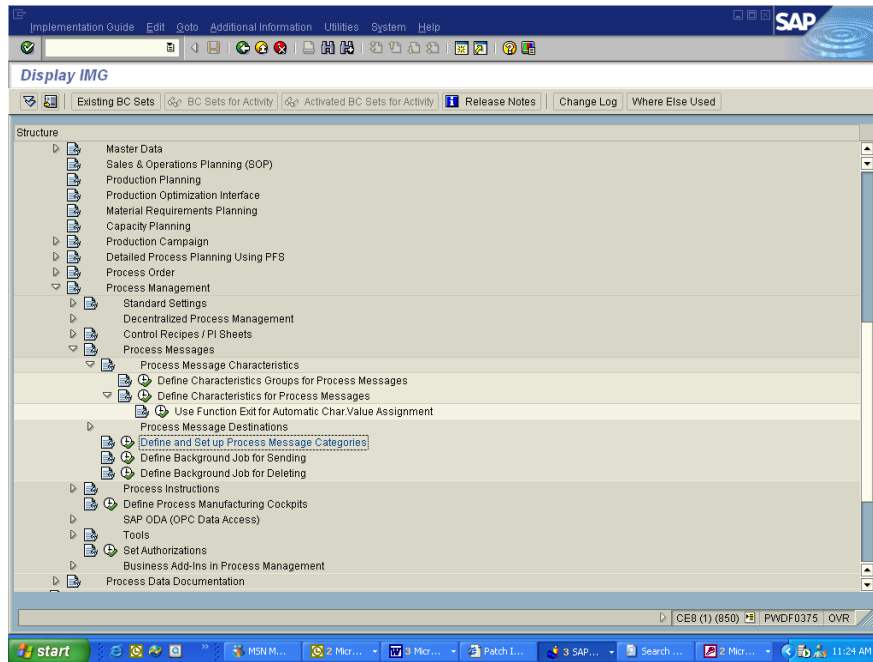 Implementation Guide Edit Goto Additional Information Utilities System Help
SAP
Display IMG
Existing BC Sets BC Sets for Activity Activated BC Sets for Activity Release Notes Change Log Where Else Used
Structure
Master Data
Sales & Operations Planning (SOP)
Production Planning
Production Optimization Interface
Material Requirements Planning
Capacity Planning
Production Campaign
Detailed Process Planning Using PFS
Process Order
Process Management
Standard Settings
Decentralized Process Management
Control Recipes / PI Sheets
Process Messages
Process Message Characteristics
Define Characteristics Groups for Process Messages
Define Characteristics for Process Messages
Use Function Exit for Automatic Char.Value Assignment
Process Message Destinations
Define and Set up Process Message Categories
Define Background Job for Sending
Define Background Job for Deleting
Process Instructions
Define Process Manufacturing Cockpits
SAP ODA (OPC Data Access)
Tools
Set Authorizations
Business Add-Ins in Process Management
Process Data Documentation
CE8 (1) (850) PWDF0375 OVR
start MSN M... 2 Micr... 3 Micr... Patch I... 3 SAP... Search ... 2 Micr... 11:24 AM